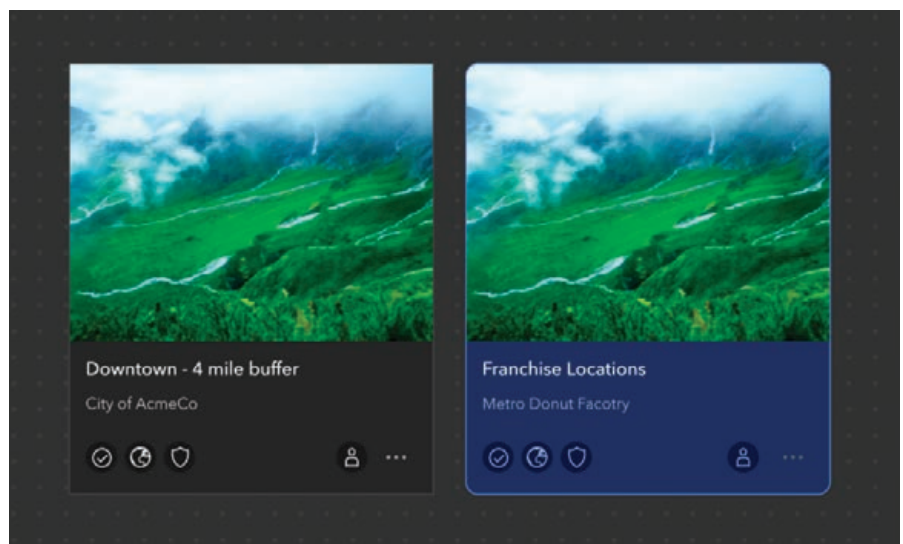 Downtown - 4 mile buffer
City of AcmeCo
Franchise Locations
Metro Donut Facotry